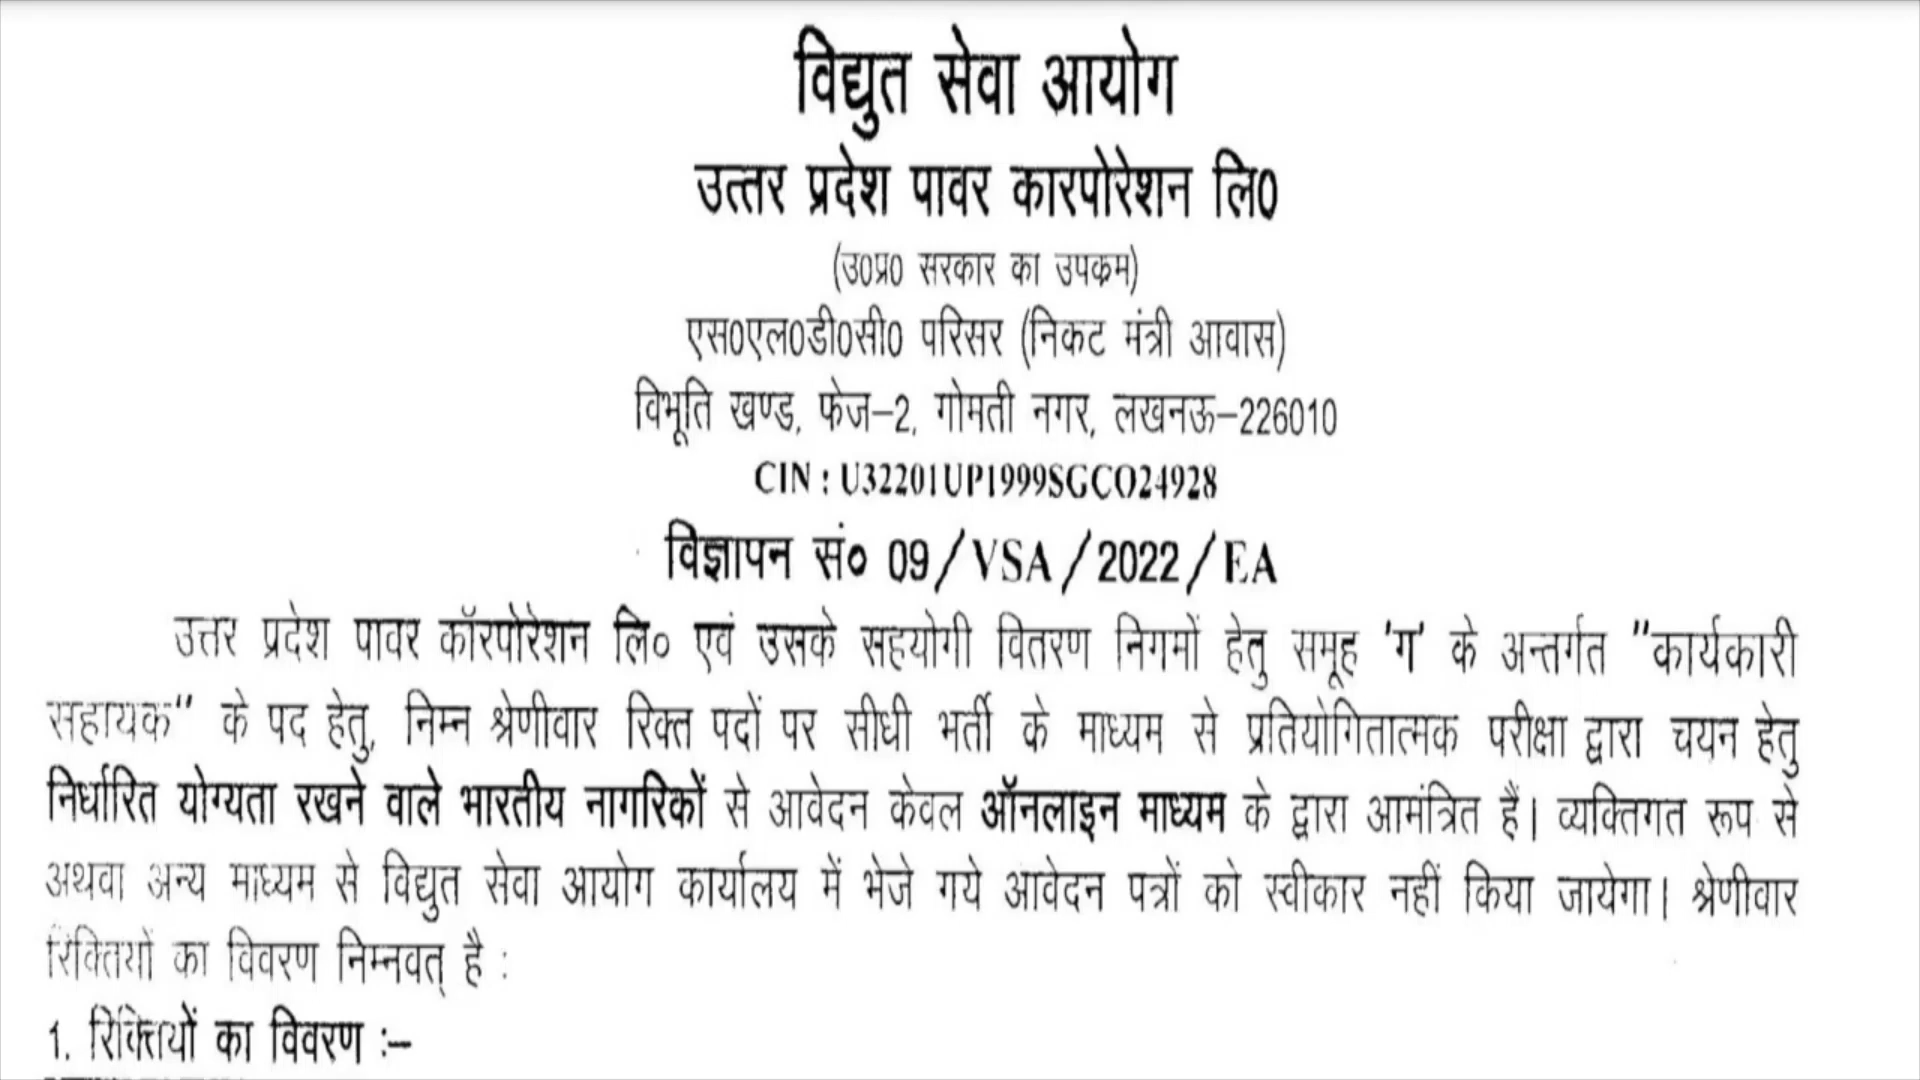 विद्युत सेवा आयोग
उत्तर प्रदेश पावर कारपोरेशन लि0
(उ0प्र0 सरकार का उपक्रम)
एस0एल0डी0सी0 परिसर (निकट मंत्री आवास)
विभूति खण्ड, फेज–2, गोमती नगर, लखनऊ–226010
CIN : U32201UP1999SGCO24928
विज्ञापन सं० 09/VSA/2022/EA
उत्तर प्रदेश पावर कॉरपोरेशन लि० एवं उसके सहयोगी वितरण निगमों हेतु समूह 'ग' के अन्तर्गत "कार्यकारी
सहायक" के पद हेतु, निम्न श्रेणीवार रिक्त पदों पर सीधी भर्ती के माध्यम से प्रतियोगितात्मक परीक्षा द्वारा चयन हेतु
निर्धारित योग्यता रखने वाले भारतीय नागरिकों से आवेदन केवल ऑनलाइन माध्यम के द्वारा आमंत्रित हैं। व्यक्तिगत रूप से
अथवा अन्य माध्यम से विद्युत सेवा आयोग कार्यालय में भेजे गये आवेदन पत्रों को स्वीकार नहीं किया जायेगा। श्रेणीवार
रिक्तियों का विवरण निम्नवत् है :
1. रिक्तियों का विवरण :–